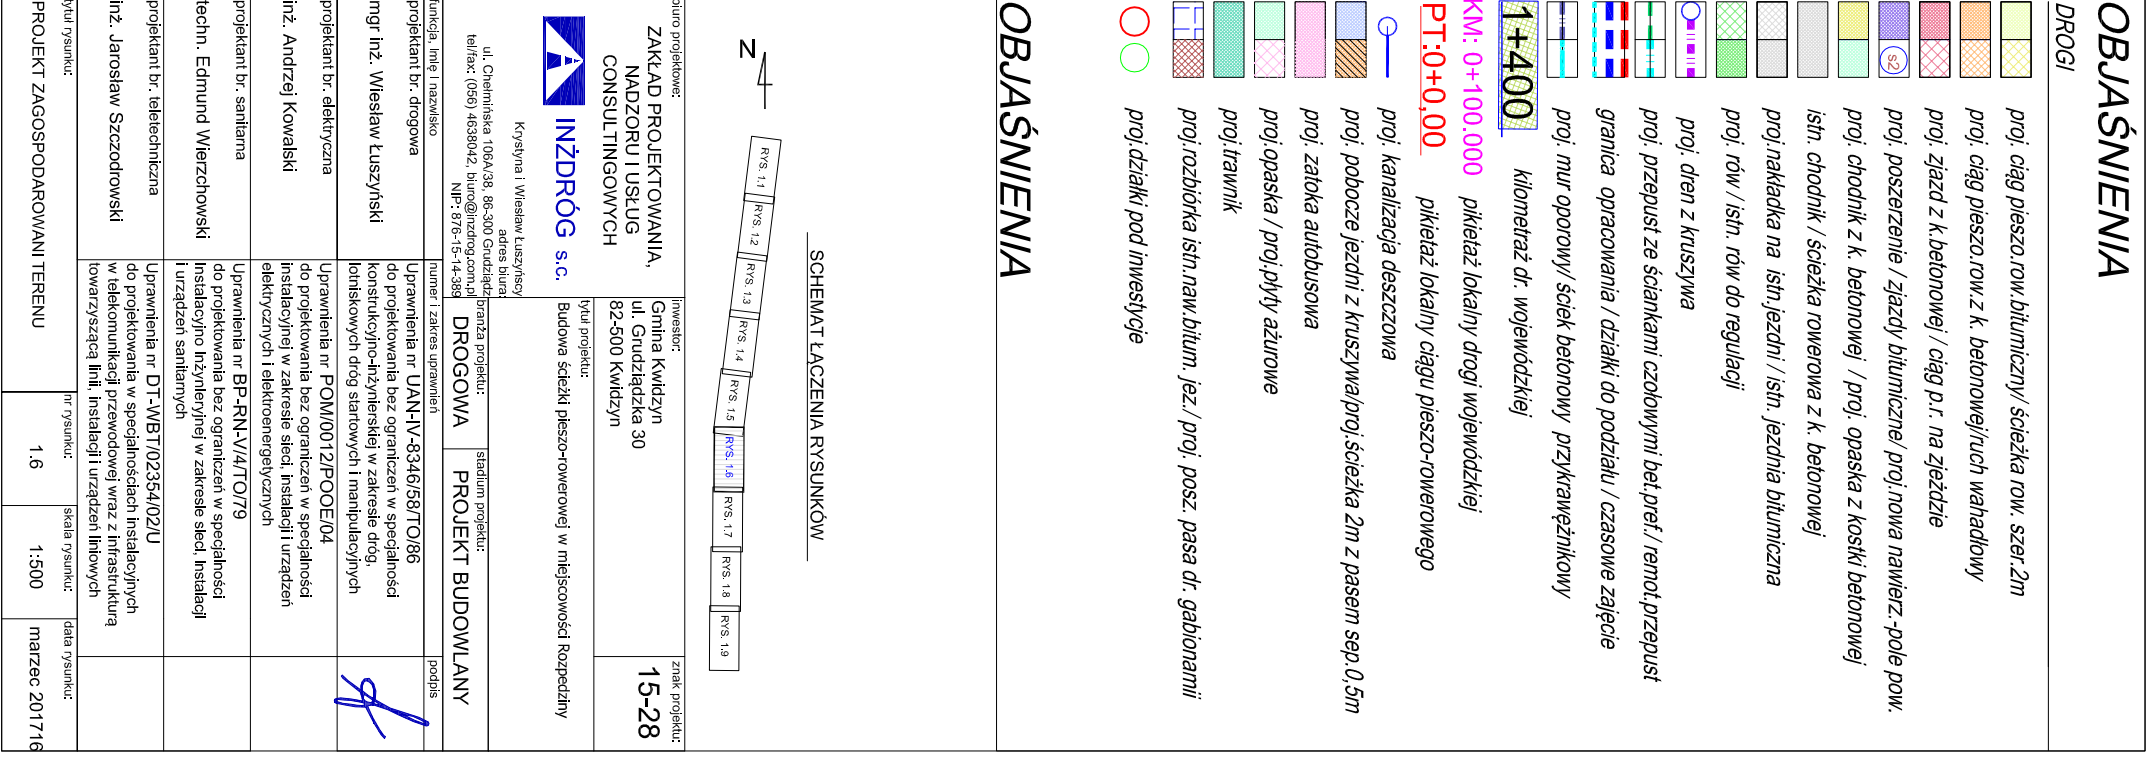 OBJAŚNIENIA
DROGI
proj. ciąg pieszo.row.bitumiczny/ ścieżka row. szer.2m
proj. ciąg pieszo.row.z k. betonowej/ruch wahadłowy
proj. zjazd z k.betonowej / ciąg p.r. na zjeździe
s2
proj. poszerzenie / zjazdy bitumiczne/ proj.nowa nawierz.-pole pow.
proj. chodnik z k. betonowej / proj. opaska z kostki betonowej
istn. chodnik / ścieżka rowerowa z k. betonowej
proj.nakładka na istn.jezdni / istn. jezdnia bitumiczna
proj. rów / istn. rów do regulacji
proj. dren z kruszywa
proj. przepust ze ściankami czołowymi bet.pref./ remot.przepust
granica opracowania / działki do podziału / czasowe zajęcie
proj. mur oporowy/ ściek betonowy przykrawężnikowy
1+400 kilometraż dr. wojewódzkiej
KM: 0+100.000 pikietaż lokalny drogi wojewódzkiej
PT:0+0,00 pikietaż lokalny ciągu pieszo-rowerowego
proj. kanalizacja deszczowa
proj. pobocze jezdni z kruszywa/proj.ścieżka 2m z pasem sep.0,5m
proj. zatoka autobusowa
proj.opaska / proj.płyty ażurowe
proj.trawnik
proj.rozbiórka istn.naw.bitum. jez./ proj. posz. pasa dr. gabionamii
proj.działki pod inwestycje
OBJAŚNIENIA
SCHEMAT ŁĄCZENIA RYSUNKÓW
N
RYS. 1.1
RYS. 1.2
RYS. 1.3
RYS. 1.4
RYS. 1.5
RYS. 1.6
RYS. 1.7
RYS. 1.8
RYS. 1.9
biuro projektowe:
ZAKŁAD PROJEKTOWANIA,
NADZORU I USŁUG
CONSULTINGOWYCH
INŻDRÓG s.c.
Krystyna i Wiesław Łuszyńscy
adres biura:
ul. Chełmińska 106A/38, 86-300 Grudziądz
tel/fax: (056) 4638042, biuro@inzdrog.com.pl
NIP: 876-15-14-389
inwestor:
Gmina Kwidzyn
ul. Grudziądzka 30
82-500 Kwidzyn
znak projektu:
15-28
tytuł projektu:
Budowa ścieżki pieszo-rowerowej w miejscowości Rozpędziny
branża projektu:
DROGOWA
stadium projektu:
PROJEKT BUDOWLANY
funkcja, imię i nazwisko
numer i zakres uprawnień
podpis
projektant br. drogowa
mgr inż. Wiesław Łuszyński
Uprawnienia nr UAN-IV-8346/58/TO/86
do projektowania bez ograniczeń w specjalności
konstrukcyjno-inżynierskiej w zakresie dróg,
lotniskowych dróg startowych i manipulacyjnych
projektant br. elektryczna
inż. Andrzej Kowalski
Uprawnienia nr POM/0012/POOE/04
do projektowania bez ograniczeń w specjalności
instalacyjnej w zakresie sieci, instalacji i urządzeń
elektrycznych i elektroenergetycznych
projektant br. sanitarna
techn. Edmund Wierzchowski
Uprawnienia nr BP-RN-V/4/TO/79
do projektowania bez ograniczeń w specjalności
Instalacyjno Inżynieryjnej w zakresie sieci, instalacji
i urządzeń sanitarnych
projektant br. teletechniczna
inż. Jarosław Szczodrowski
Uprawnienia nr DT-WBT/02354/02/U
do projektowania w specjalnościach instalacyjnych
w telekomunikacji przewodowej wraz z infrastrukturą
towarzyszącą linii, instalacji i urządzeń liniowych
tytuł rysunku:
PROJEKT ZAGOSPODAROWANI TERENU
nr rysunku:
1.6
skala rysunku:
1:500
data rysunku:
marzec 201716